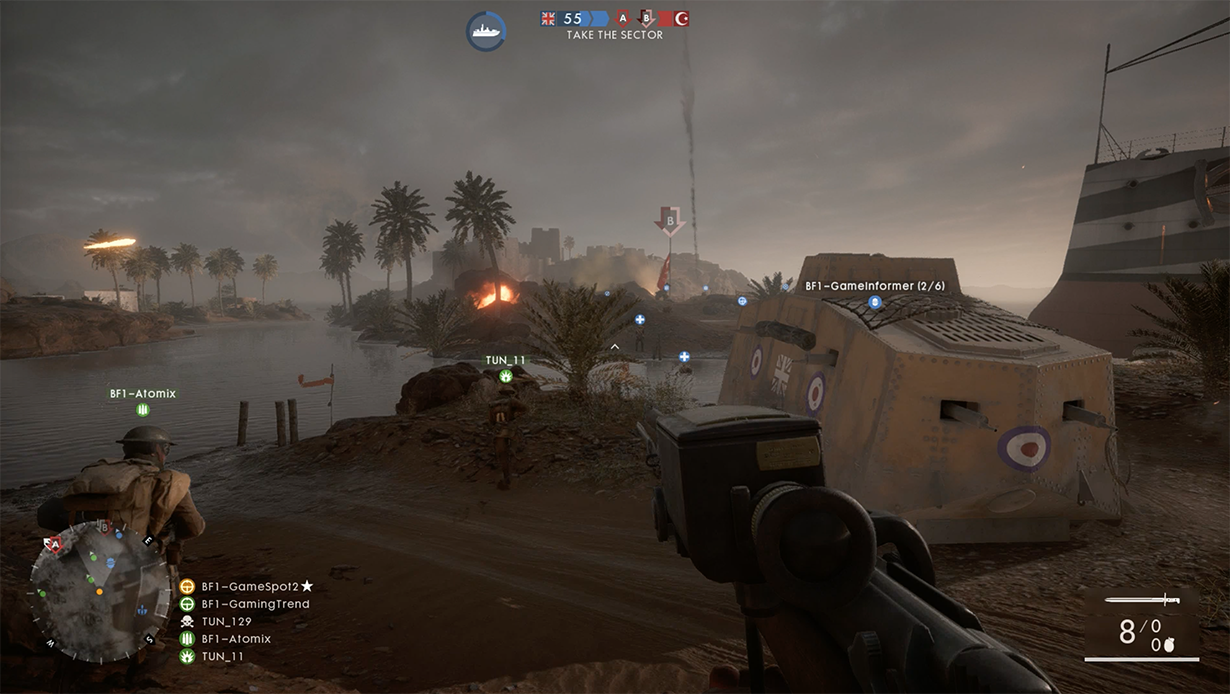 55 A B
TAKE THE SECTOR
B
BF1-GameInformer (2/6)
B
TUN_11
BF1-Atomix
B
A
E
BF1-GameSpot2
BF1-GamingTrend
TUN_129
BF1-Atomix
TUN_11
W
S
8/0
0